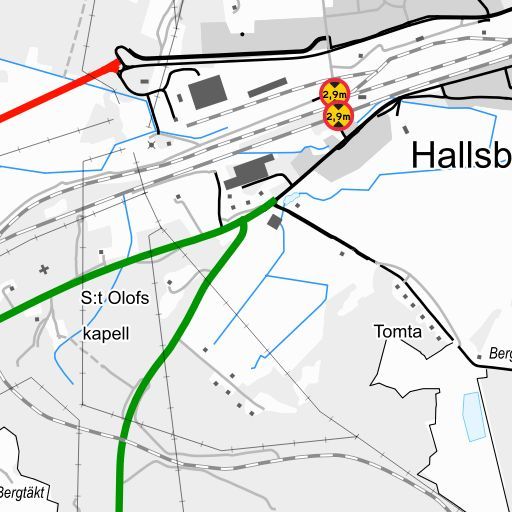 2,9m
2,9m
Hallsb
S:t Olofs
kapell
Tomta
Berg
Bergtäkt